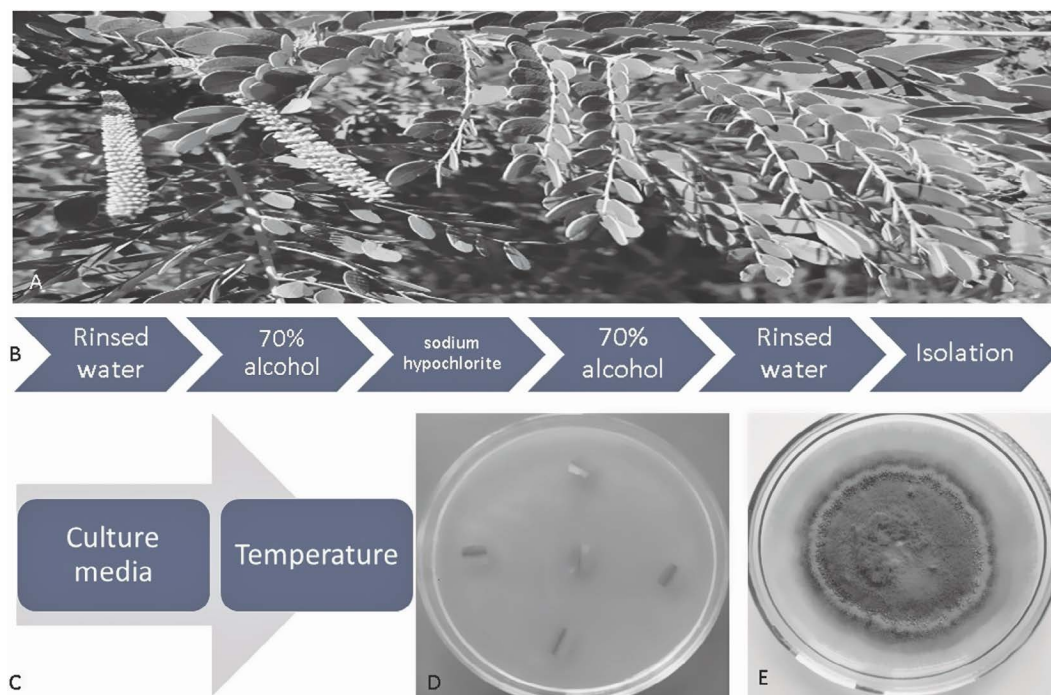 A
B
Rinsed
water
70%
alcohol
sodium
hypochlorite
70%
alcohol
Rinsed
water
Isolation
C
Culture
media
Temperature
D
E